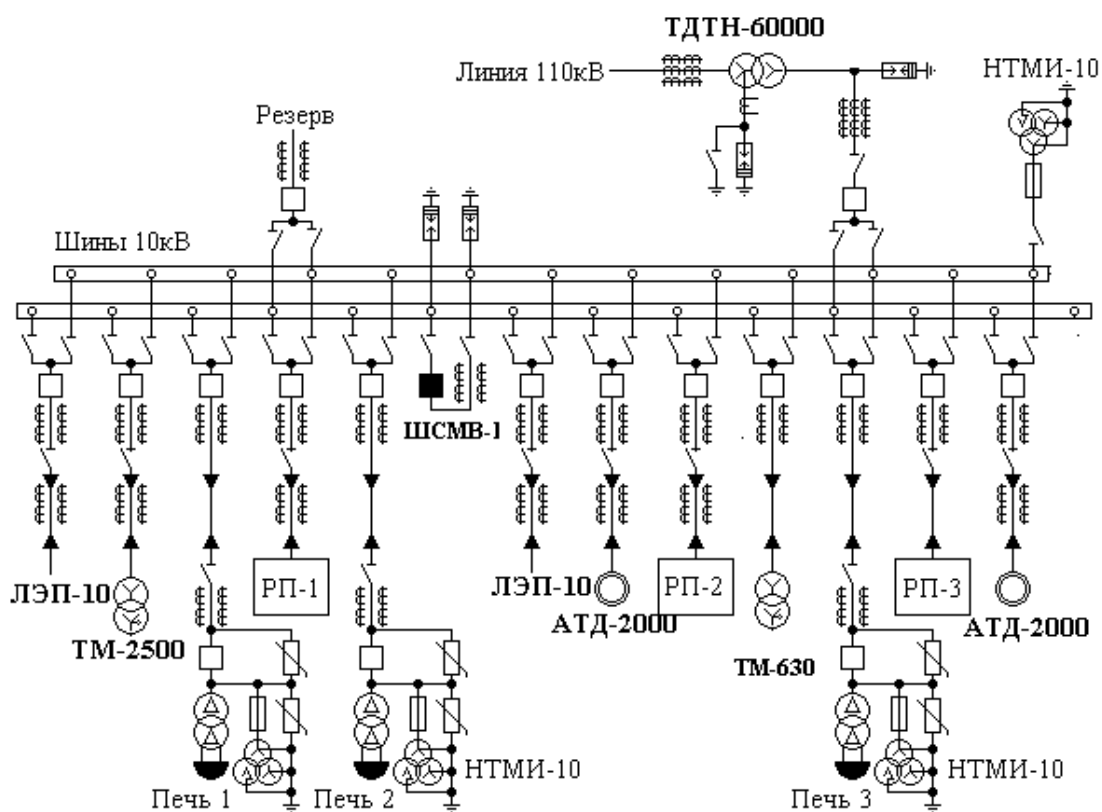 ТДТН-60000
Линия 110кВ
НТМИ-10
Резерв
Шины 10кВ
ШСМВ-1
ЛЭП-10
РП-1
ЛЭП-10
РП-2
РП-3
АТД-2000
АТД-2000
ТМ-2500
ТМ-630
НТМИ-10
НТМИ-10
Печь 1
Печь 2
Печь 3